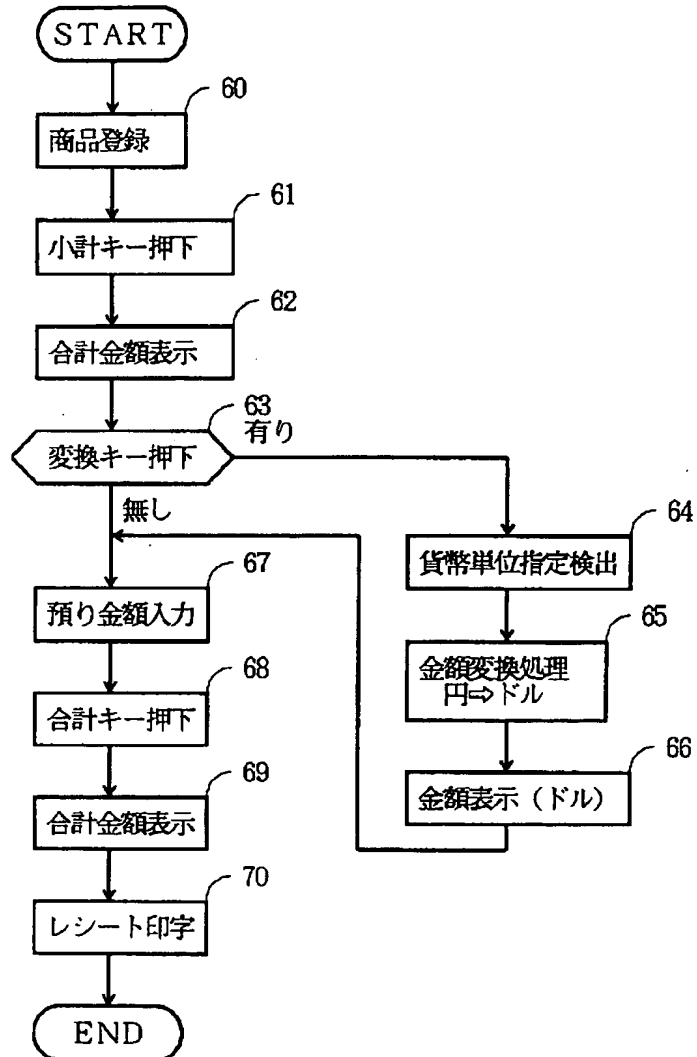 START
60
商品登録
61
小計キー押下
62
合計金額表示
63
変換キー押下
有り
無し
64
貨幣単位指定検出
65
金額変換処理
円⇒ドル
66
金額表示（ドル）
67
預り金額入力
68
合計キー押下
69
合計金額表示
70
レシート印字
END